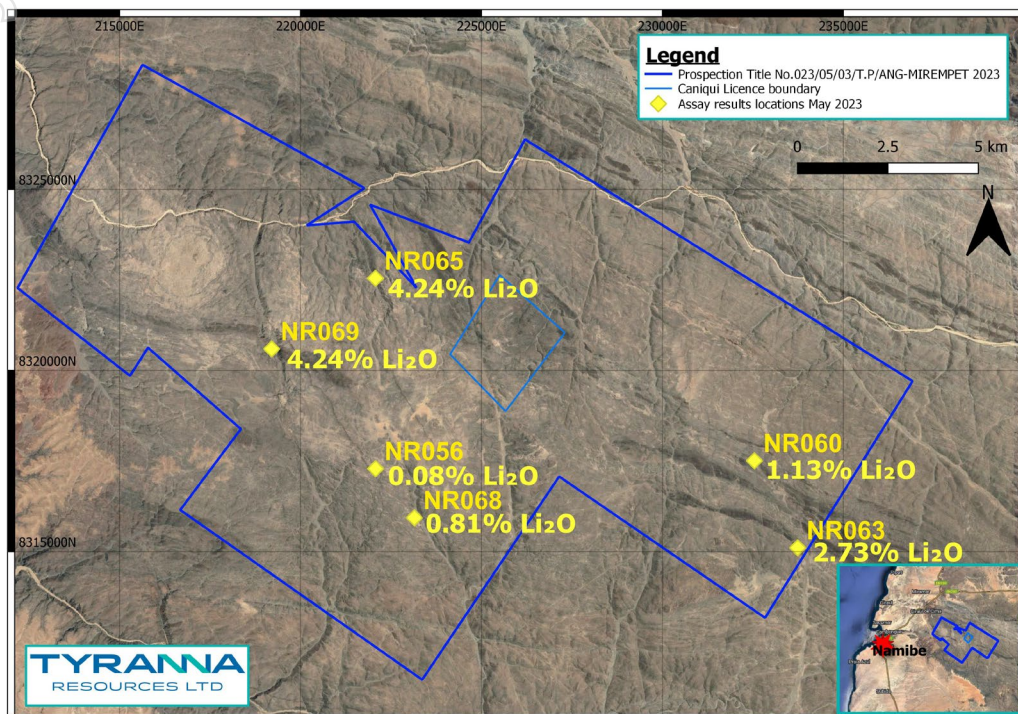 215000E
220000E
225000E
230000E
235000E
Legend
Prospection Title No.023/05/03/T.P/ANG-MIREMPET 2023
Caniqui Licence boundary
Assay results locations May 2023
0 2.5 5 km
N
8325000N
NR065
4.24% Li₂O
NR069
4.24% Li₂O
8320000N
NR056
0.08% Li₂O
NR060
1.13% Li₂O
NR068
0.81% Li₂O
NR063
2.73% Li₂O
8315000N
Namibe
TYRANNA
RESOURCES LTD